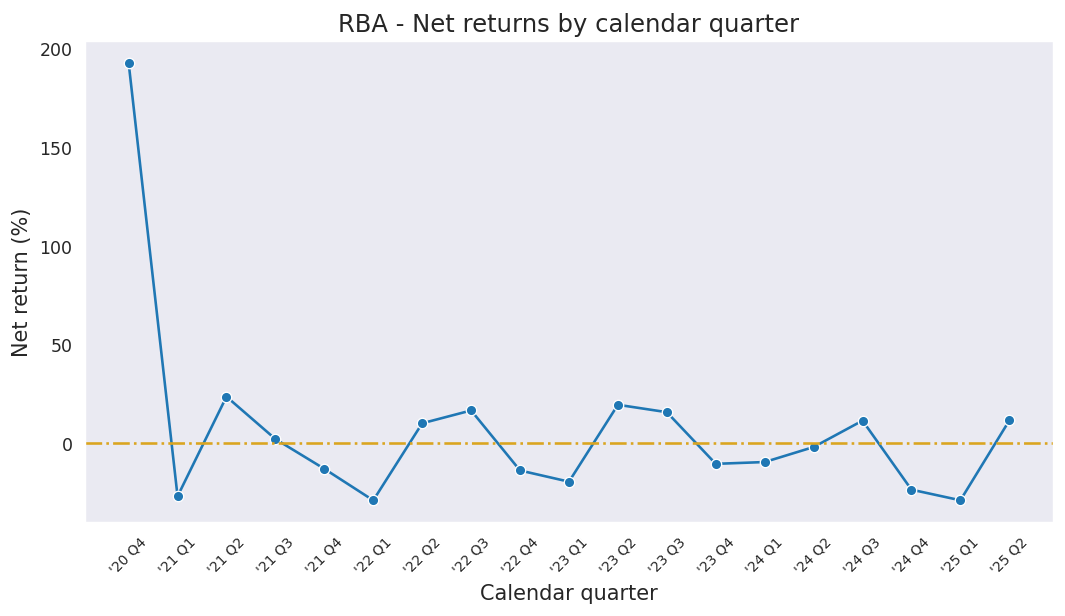 RBA - Net returns by calendar quarter
Net return (%)
200
150
100
50
0
'20 Q4
'21 Q1
'21 Q2
'21 Q3
'21 Q4
'22 Q1
'22 Q2
'22 Q3
'22 Q4
'23 Q1
'23 Q2
'23 Q3
'23 Q4
'24 Q1
'24 Q2
'24 Q3
'24 Q4
'25 Q1
'25 Q2
Calendar quarter